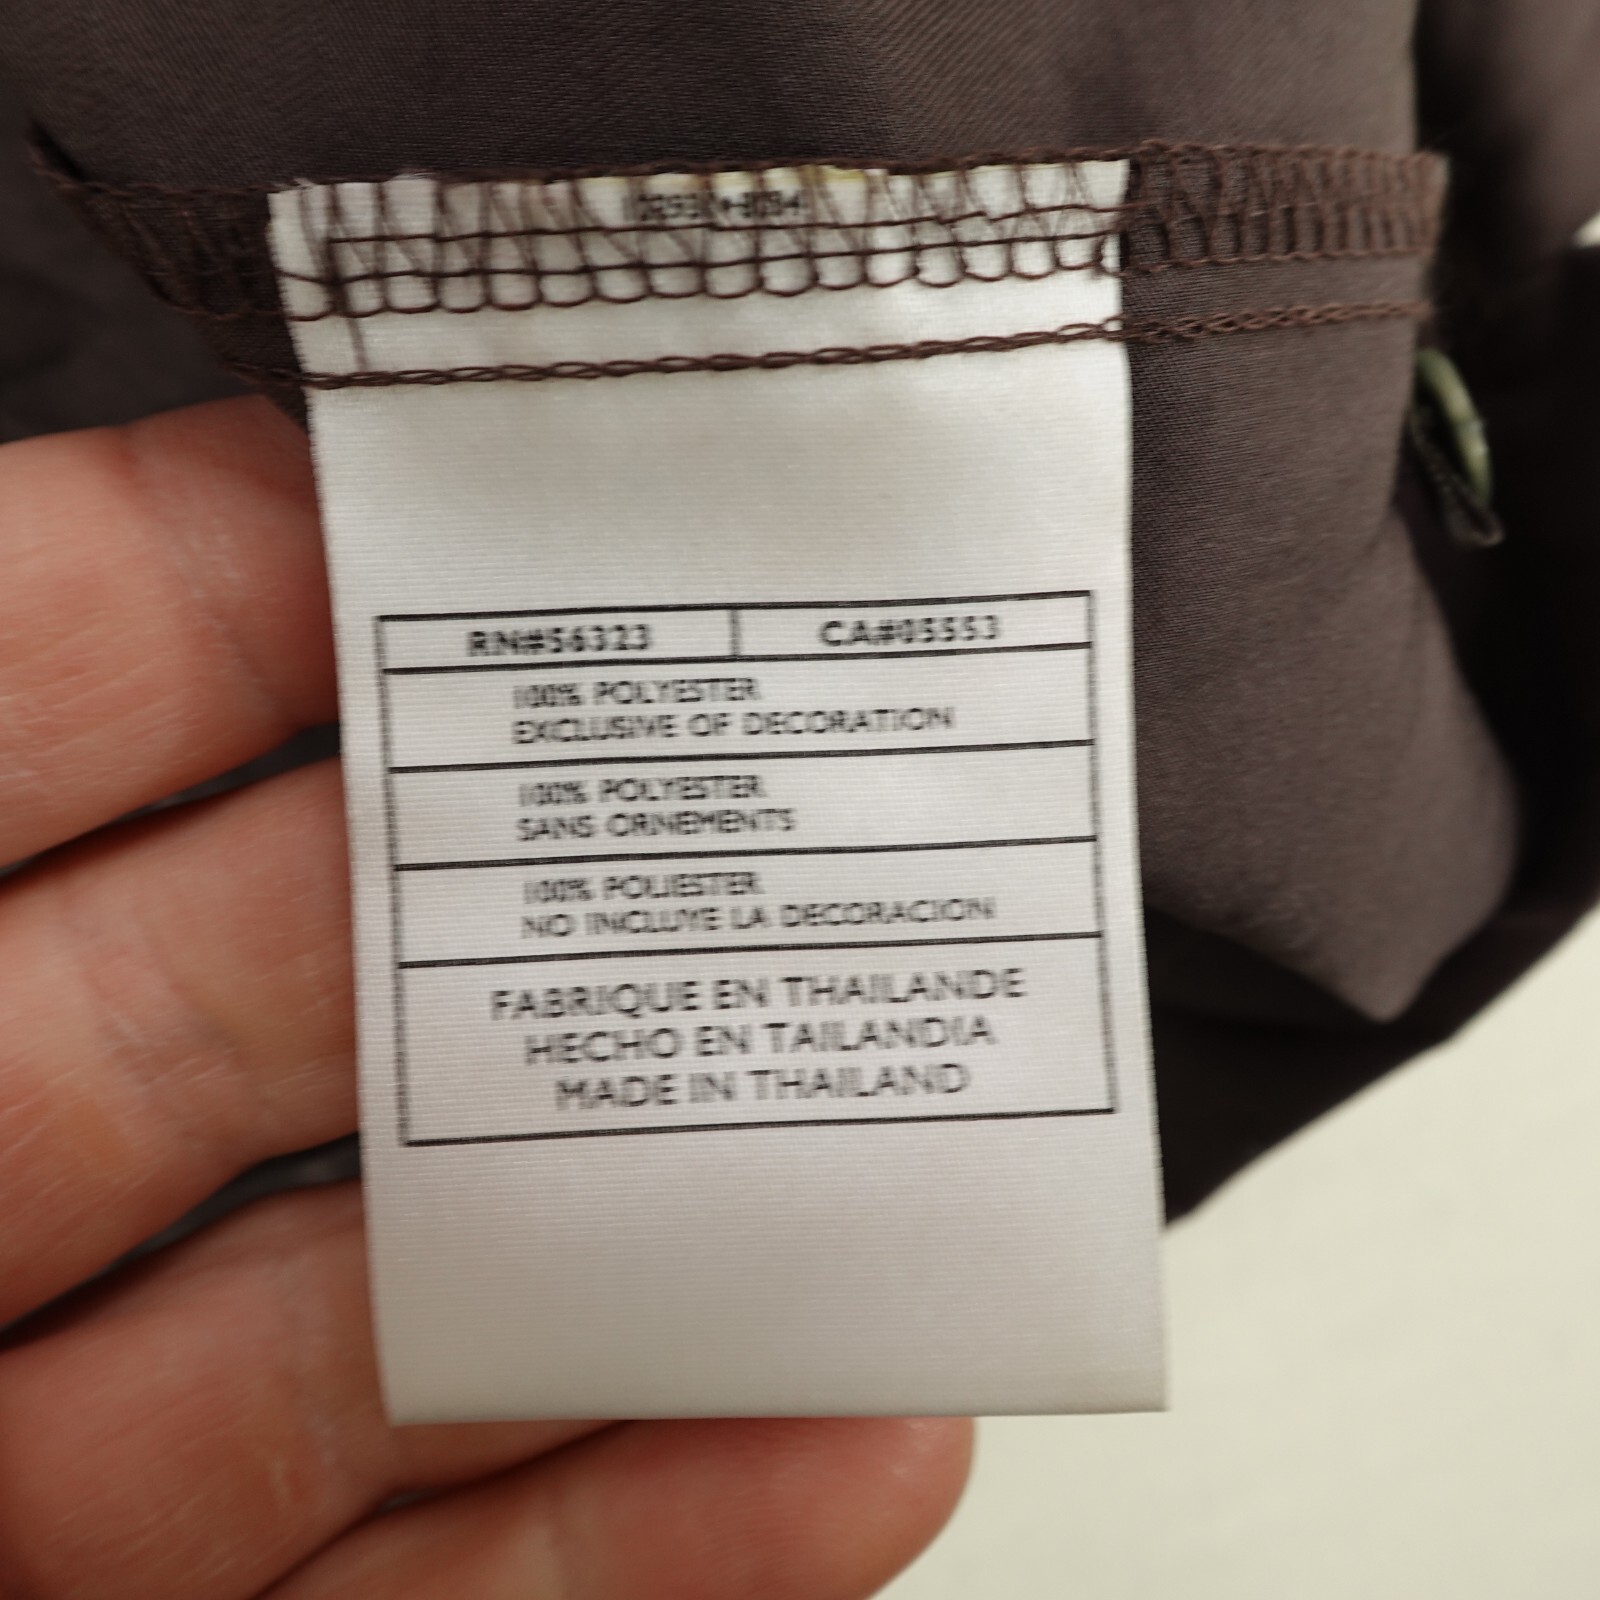 RN#56323 CA#05553
100% POLYESTER
EXCLUSIVE OF DECORATION
100% POLYESTER
SANS ORNEMENTS
100% POLIESTER
NO INCLUYE LA DECORACION
FABRIQUE EN THAILANDE
HECHO EN TAILANDIA
MADE IN THAILAND